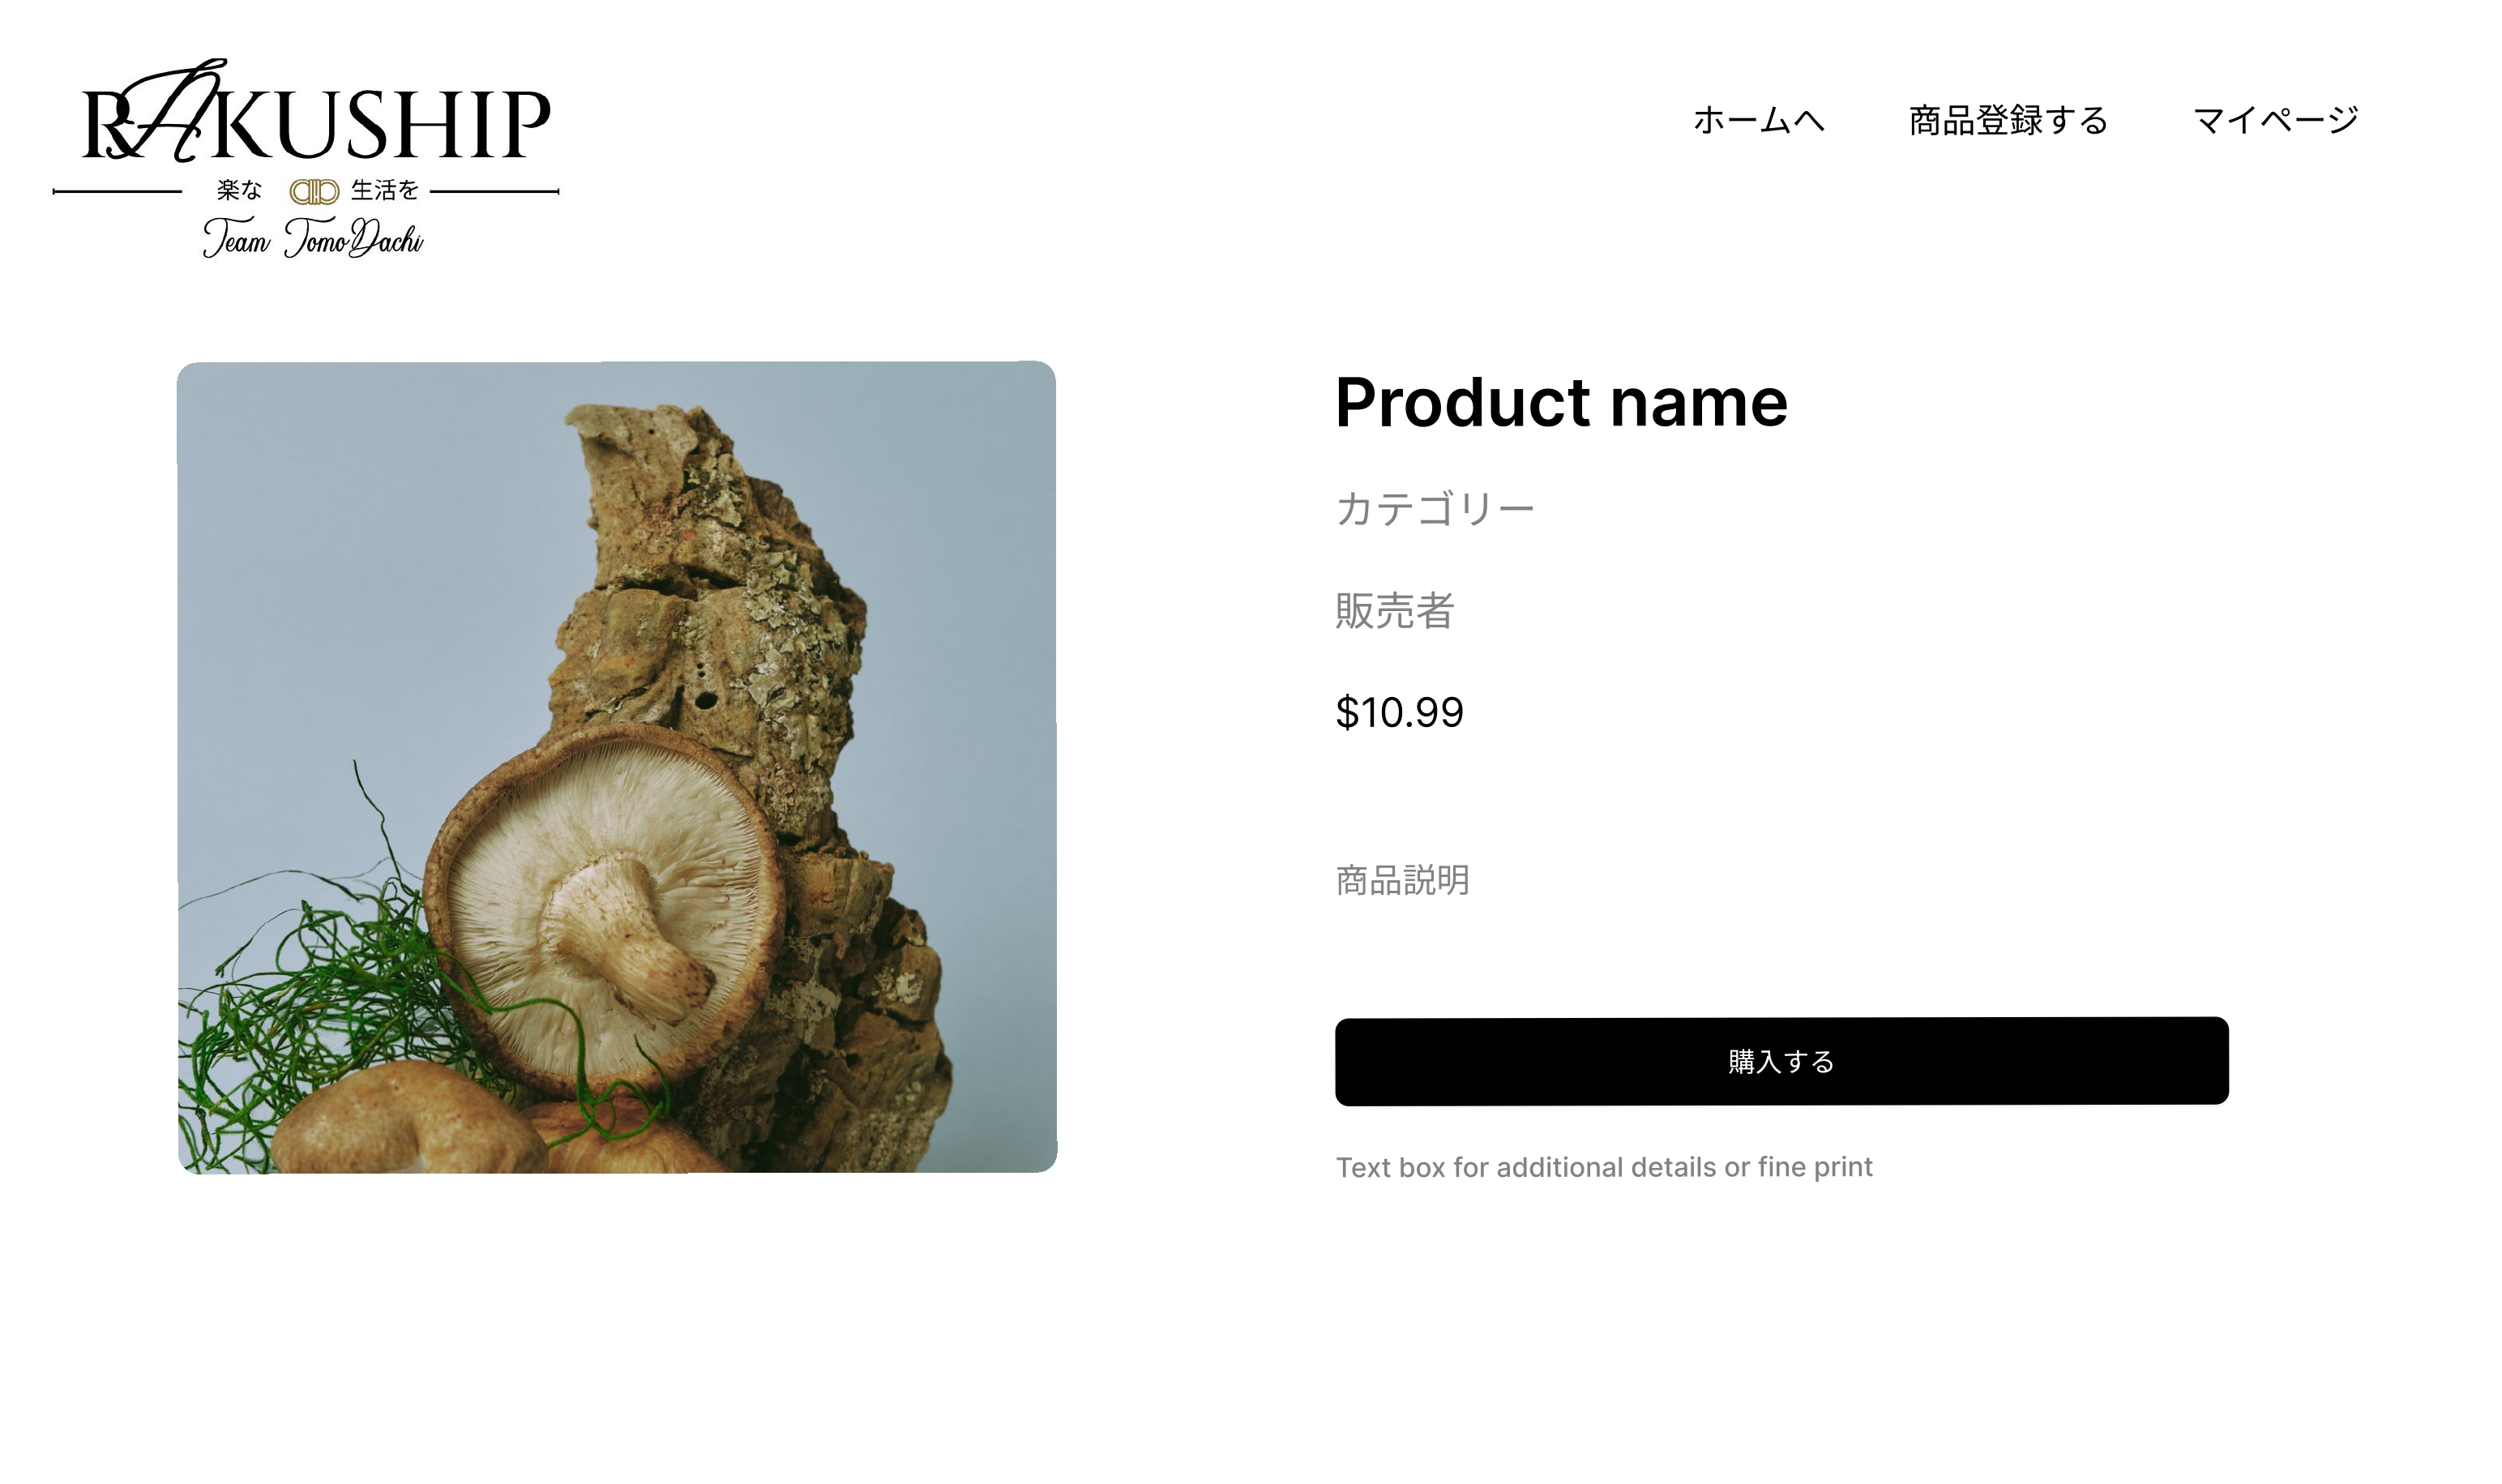 RAKUSHIP
楽な 生活を
Team TomoDachi
ホームへ 商品登録する マイページ
Product name
カテゴリー
販売者
$10.99
商品説明
購入する
Text box for additional details or fine print